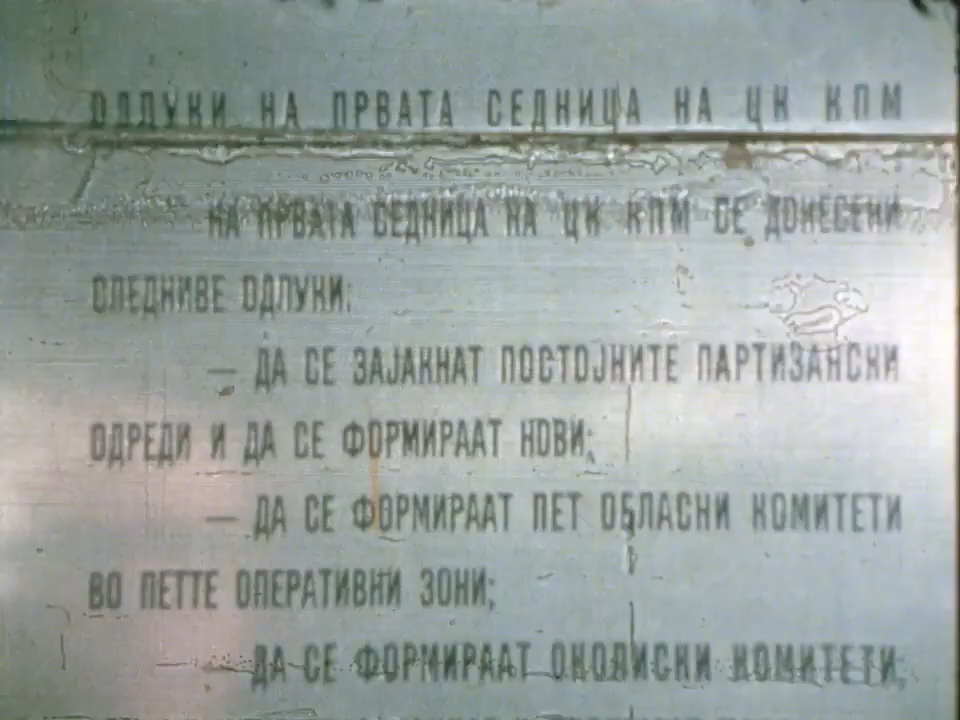 ОДЛУКИ НА ПРВАТА СЕДНИЦА НА ЦК КПМ
НА ПРВАТА СЕДНИЦА НА ЦК КПМ СЕ ДОНЕСЕНИ
СЛЕДНИВЕ ОДЛУКИ:
— ДА СЕ ЗАЈАКНАТ ПОСТОЈНИТЕ ПАРТИЗАНСКИ
ОДРЕДИ И ДА СЕ ФОРМИРААТ НОВИ;
— ДА СЕ ФОРМИРААТ ПЕТ ОБЛАСНИ КОМИТЕТИ
ВО ПЕТТЕ ОПЕРАТИВНИ ЗОНИ;
— ДА СЕ ФОРМИРААТ ОКОЛИСКИ КОМИТЕТИ;